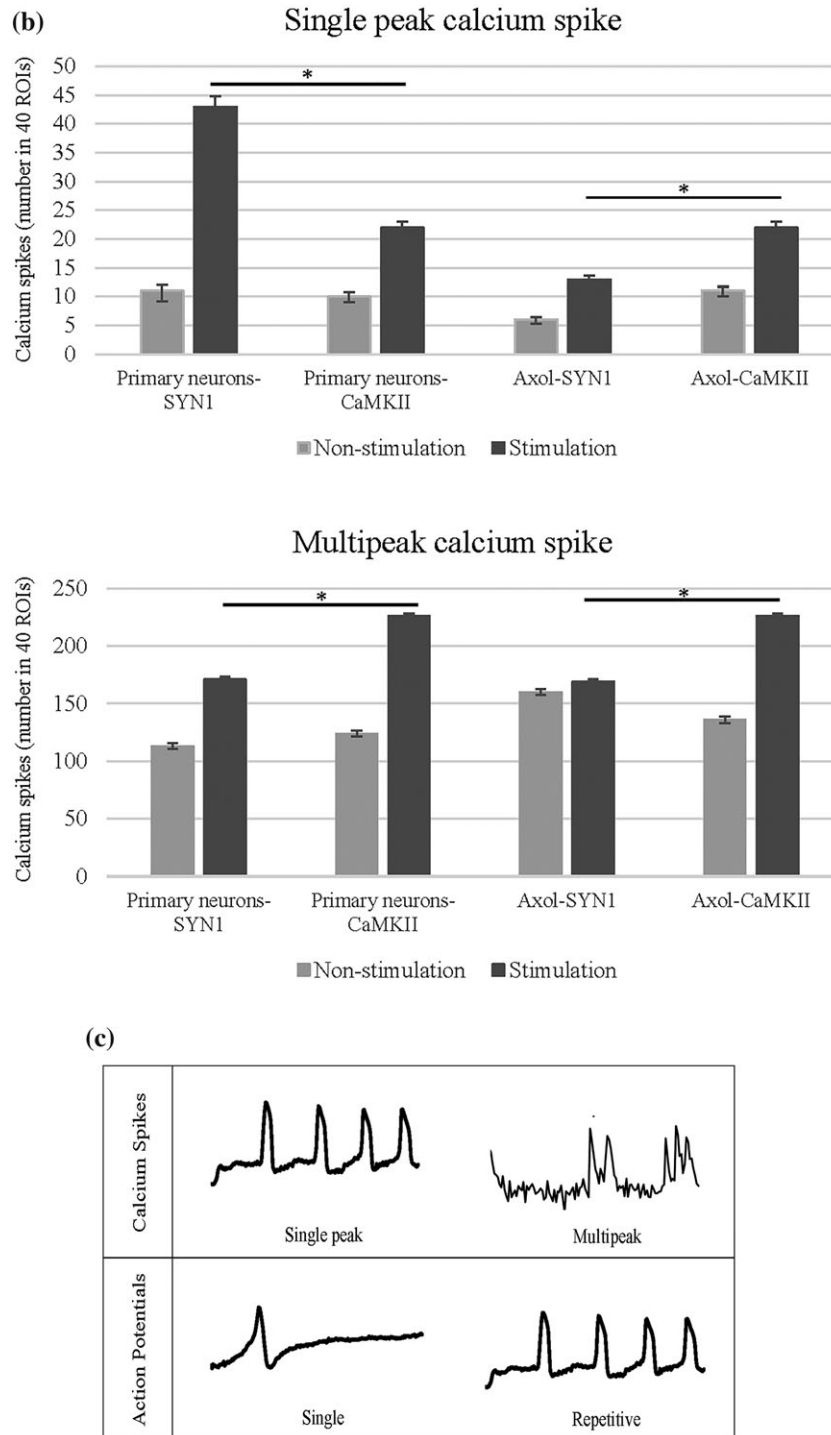 (b)
Single peak calcium spike
Calcium spikes (number in 40 ROIs)
50
45
40
35
30
25
20
15
10
5
0
*
*
Primary neurons-
SYN1
Primary neurons-
CaMKII
Axol-SYN1
Axol-CaMKII
Non-stimulation
Stimulation
Multipeak calcium spike
Calcium spikes (number in 40 ROIs)
250
200
150
100
50
0
*
*
Primary neurons-
SYN1
Primary neurons-
CaMKII
Axol-SYN1
Axol-CaMKII
Non-stimulation
Stimulation
(c)
Calcium Spikes
Single peak
Multipeak
Action Potentials
Single
Repetitive